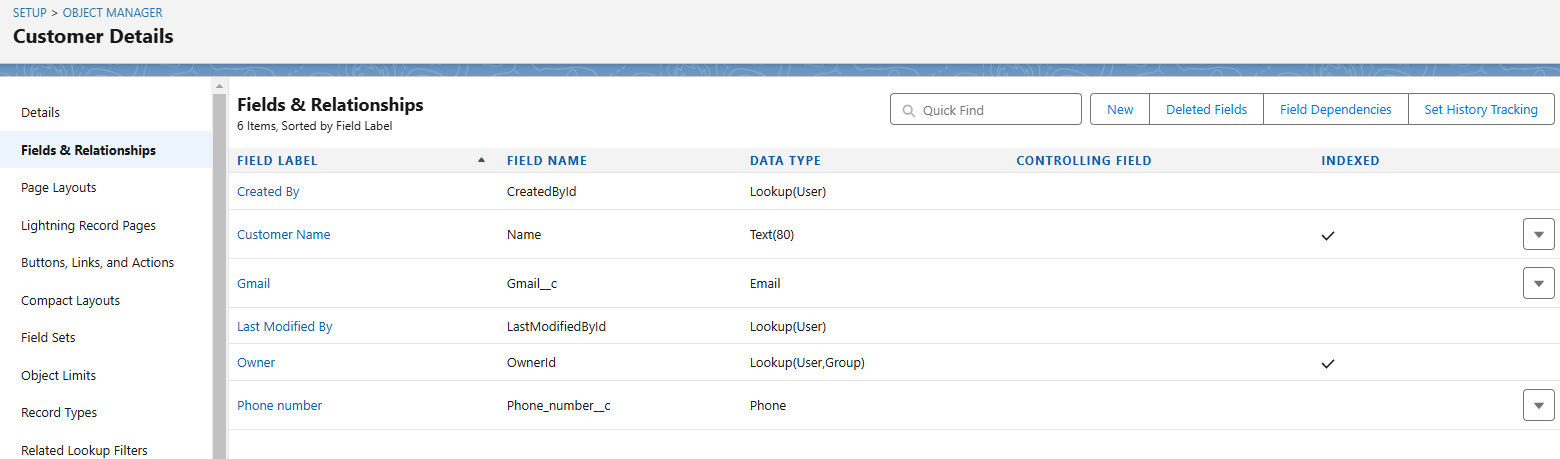 SETUP > OBJECT MANAGER
Customer Details
Details
Fields & Relationships
Page Layouts
Lightning Record Pages
Buttons, Links, and Actions
Compact Layouts
Field Sets
Object Limits
Record Types
Related Lookup Filters
Fields & Relationships
6 Items, Sorted by Field Label
Quick Find
New
Deleted Fields
Field Dependencies
Set History Tracking
FIELD LABEL FIELD NAME DATA TYPE CONTROLLING FIELD INDEXED
Created By CreatedById Lookup(User)
Customer Name Name Text(80)
Gmail Gmail__c Email
Last Modified By LastModifiedById Lookup(User)
Owner OwnerId Lookup(User,Group)
Phone number Phone_number__c Phone